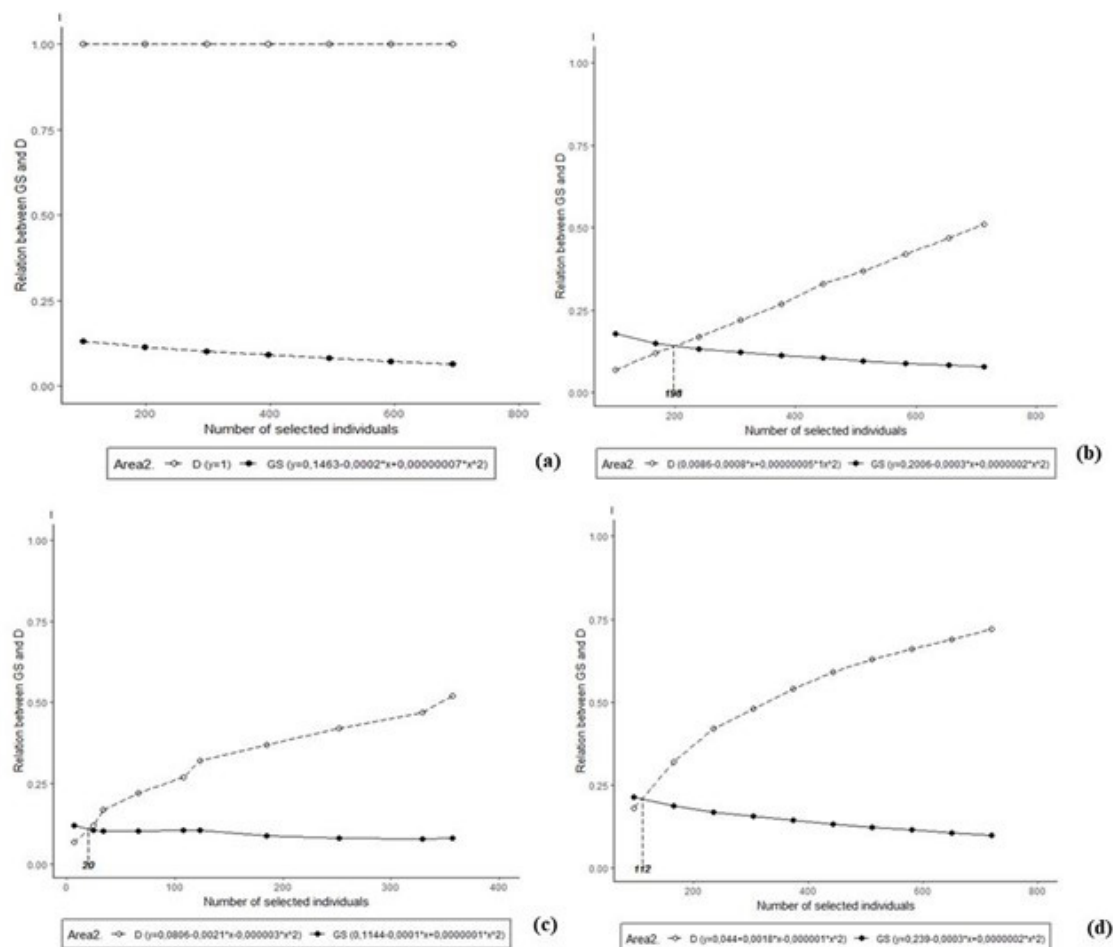 1.00
0.75
0.50
0.25
0.00
Relation between GS and D
200
400
600
800
Number of selected individuals
Area2. D (y=1) GS (y=0,1463-0,0002*x+0,00000007*x^2)
(a)
1.00
0.75
0.50
0.25
0.00
Relation between GS and D
198
200
400
600
800
Number of selected individuals
Area2. D (0,0086-0,0008*x+0,00000005*1x^2) GS (y=0,2006-0,0003*x+0,0000002*x^2)
(b)
1.00
0.75
0.50
0.25
0.00
Relation between GS and D
20
0
100
200
300
400
Number of selected individuals
Area2. D (y=0,0806-0,0021*x-0,000003*x^2) GS (0,1144-0,0001*x+0,0000001*x^2)
(c)
1.00
0.75
0.50
0.25
0.00
Relation between GS and D
112
200
400
600
800
Number of selected individuals
Area2. D (y=0,044+0,0018*x-0,000001*x^2) GS (y=0,239-0,0003*x+0,0000002*x^2)
(d)